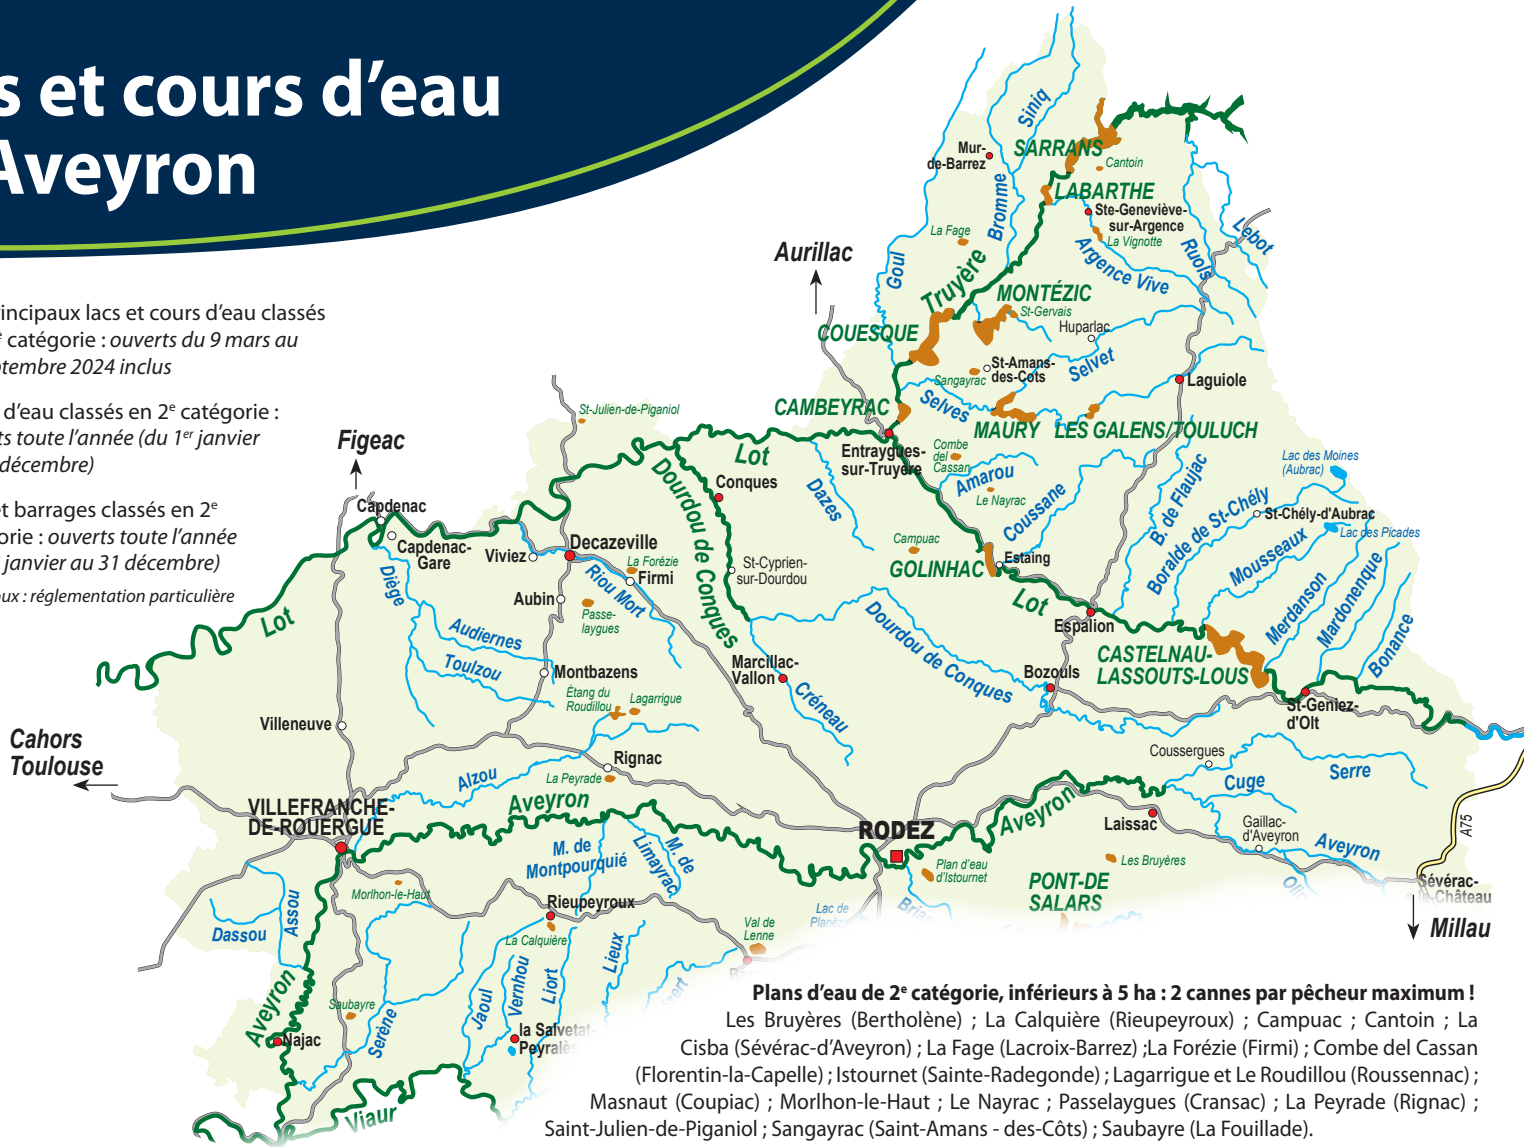 s et cours d'eau
Aveyron
rincipaux lacs et cours d'eau classés
e catégorie : ouverts du 9 mars au
ptembre 2024 inclus
d'eau classés en 2e catégorie :
ts toute l'année (du 1er janvier
décembre)
et barrages classés en 2e
orie : ouverts toute l'année
janvier au 31 décembre)
oux : réglementation particulière
Siniq
Mur-
de-Barrez
SARRANS
Cantoin
LABARTHE
Bromme
Ste-Geneviève-
sur-Argence
La Vignotte
La Fage
Lebot
Ruols
Argence Vive
Aurillac
Goul
Truyère
MONTÉZIC
St-Gervais
Huparlac
COUESQUE
St-Amans-
des-Cots
Sangayrac
Selvet
Laguiole
Selves
CAMBEYRAC
MAURY
LES GALENS/TOULUCH
St-Julien-de-Piganiol
Figeac
Lot
Entraygues-
sur-Truyère
Combe
del
Cassan
Amarou
Le Nayrac
Coussane
B. de Flaujac
Lac des Moines
(Aubrac)
Boralde de St-Chély
St-Chély-d'Aubrac
Lac des Picades
Mousseaux
Conques
Dazes
Dourdou de Conques
Capdenac
Capdenac-
Gare
Viviez
Decazeville
La Forézie
Firmi
Riou Mort
St-Cyprien-
sur-Dourdou
Campuac
GOLINHAC
Estaing
Lot
Espalion
Merdanson
Mardonenque
Bonance
Diège
Aubin
Passe-
laygues
Lot
Audiernes
Toulzou
Montbazens
Étang du
Roudillou
Lagarrigue
Marcillac-
Vallon
Créneau
Dourdou de Conques
Bozouls
CASTELNAU-
LASSOUTS-LOUS
St-Geniez-
d'Olt
Villeneuve
Cahors
Toulouse
Rignac
La Peyrade
Alzou
Coussergues
Cuge
Serre
VILLEFRANCHE-
DE-ROUERGUE
Aveyron
RODEZ
Aveyron
Laissac
Gaillac-
d'Aveyron
Aveyron
A75
M. de
Montpourquié
M. de
Limayrac
Plan d'eau
d'Istournet
Les Bruyères
PONT-DE
SALARS
Sévérac-
Château
Millau
Morlhon-le-Haut
Rieupeyroux
La Calquière
Val de
Lenne
Lac de
Assou
Dassou
Lieux
Vernhou
Liort
Jaoul
Aveyron
Saubayre
Serène
Najac
la Salvetat-
Peyralès
Viaur
Plans d'eau de 2e catégorie, inférieurs à 5 ha : 2 cannes par pêcheur maximum !
Les Bruyères (Bertholène) ; La Calquière (Rieupeyroux) ; Campuac ; Cantoin ; La
Cisba (Sévérac-d'Aveyron) ; La Fage (Lacroix-Barrez) ;La Forézie (Firmi) ; Combe del Cassan
(Florentin-la-Capelle) ; Istournet (Sainte-Radegonde) ; Lagarrigue et Le Roudillou (Roussennac) ;
Masnaut (Coupiac) ; Morlhon-le-Haut ; Le Nayrac ; Passelaygues (Cransac) ; La Peyrade (Rignac) ;
Saint-Julien-de-Piganiol ; Sangayrac (Saint-Amans - des-Côts) ; Saubayre (La Fouillade).